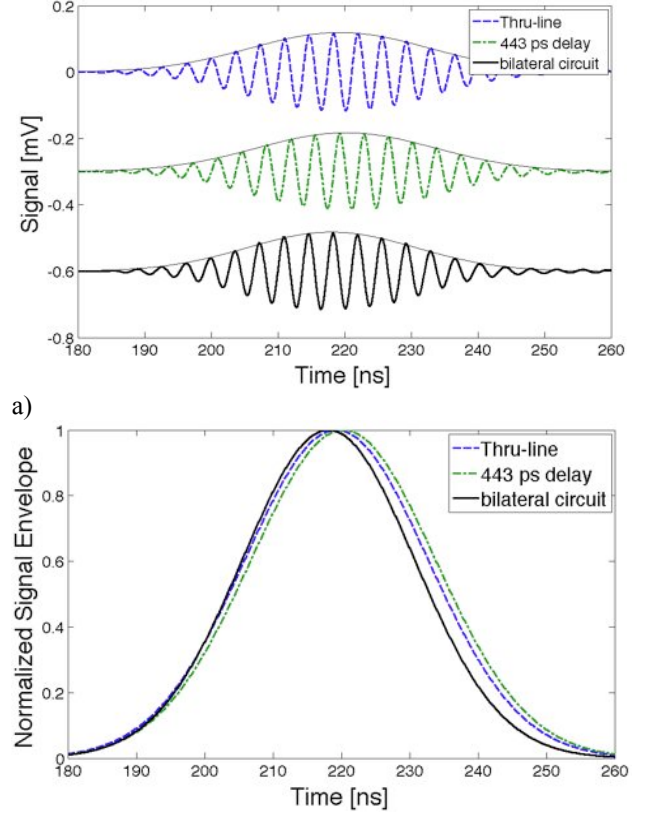 0.2
Thru-line
443 ps delay
bilateral circuit
0
-0.2
-0.4
-0.6
-0.8
Signal [mV]
180 190 200 210 220 230 240 250 260
Time [ns]
a)
1
Thru-line
443 ps delay
bilateral circuit
0.8
0.6
0.4
0.2
0
Normalized Signal Envelope
180 190 200 210 220 230 240 250 260
Time [ns]